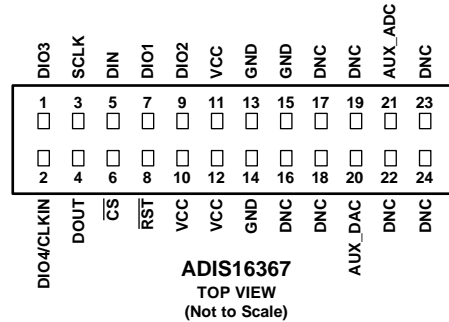 DIO3 SCLK DIN DIO1 DIO2 VCC GND GND DNC DNC AUX_ADC DNC
1 3 5 7 9 11 13 15 17 19 21 23
2 4 6 8 10 12 14 16 18 20 22 24
DIO4/CLKIN DOUT CS RST VCC VCC GND DNC DNC AUX_DAC DNC DNC
ADIS16367
TOP VIEW
(Not to Scale)